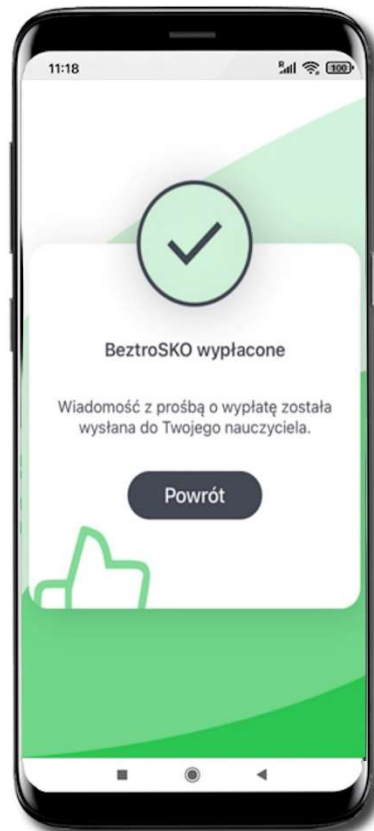 11:18
R
100
BeztroSKO wypłacone
Wiadomość z prośbą o wypłatę została
wysłana do Twojego nauczyciela.
Powrót